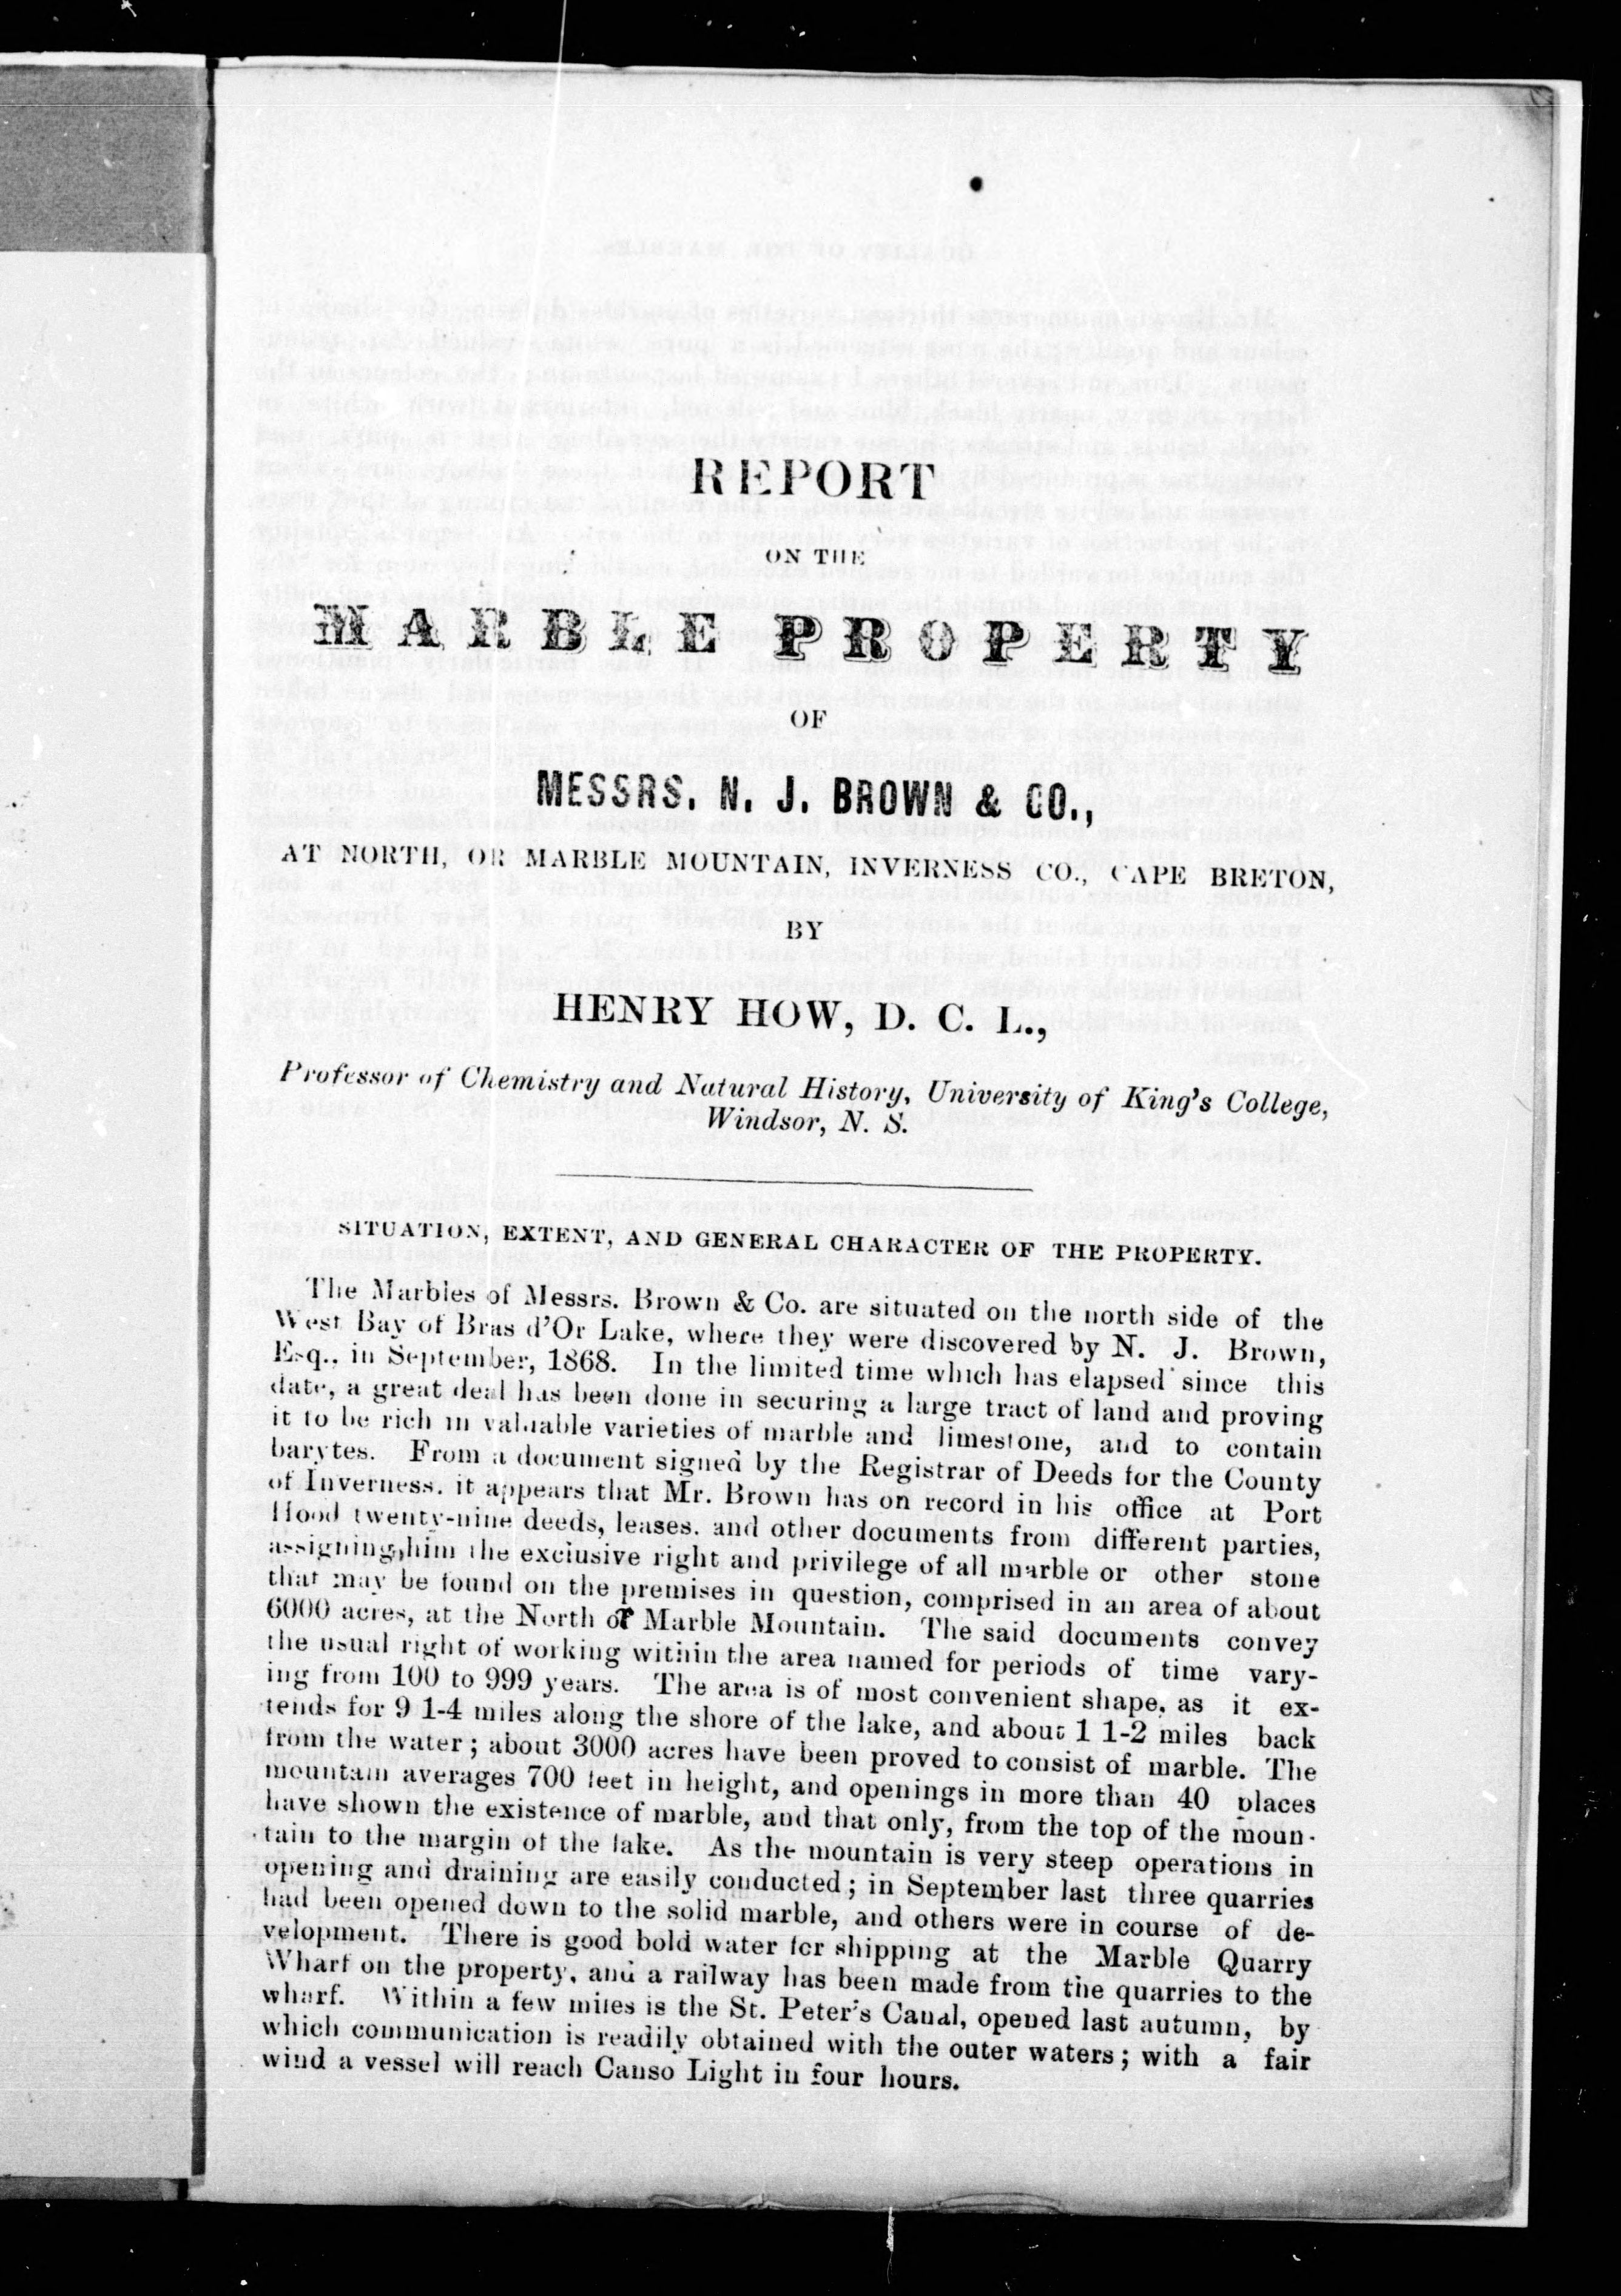 REPORT
ON THE
MARBLE PROPERTY
OF
MESSRS. N. J. BROWN & CO.,
AT NORTH, OR MARBLE MOUNTAIN, INVERNESS CO., CAPE BRETON,
BY
HENRY HOW, D. C. L.,
Professor of Chemistry and Natural History, University of King's College,
Windsor, N. S.
SITUATION, EXTENT, AND GENERAL CHARACTER OF THE PROPERTY.
The Marbles of Messrs. Brown & Co. are situated on the north side of the
West Bay of Bras d'Or Lake, where they were discovered by N. J. Brown,
Esq., in September, 1868. In the limited time which has elapsed since this
date, a great deal has been done in securing a large tract of land and proving
it to be rich in valuable varieties of marble and limestone, and to contain
barytes. From a document signed by the Registrar of Deeds for the County
of Inverness. it appears that Mr. Brown has on record in his office at Port
Hood twenty-nine deeds, leases. and other documents from different parties,
assigning him the exclusive right and privilege of all marble or other stone
that may be found on the premises in question, comprised in an area of about
6000 acres, at the North or Marble Mountain. The said documents convey
the usual right of working within the area named for periods of time vary-
ing from 100 to 999 years. The area is of most convenient shape, as it ex-
tends for 9 1-4 miles along the shore of the lake, and about 1 1-2 miles back
from the water; about 3000 acres have been proved to consist of marble. The
mountain averages 700 feet in height, and openings in more than 40 places
have shown the existence of marble, and that only, from the top of the moun-
tain to the margin of the lake. As the mountain is very steep operations in
opening and draining are easily conducted; in September last three quarries
had been opened down to the solid marble, and others were in course of de-
velopment. There is good bold water for shipping at the Marble Quarry
Wharf on the property, and a railway has been made from the quarries to the
wharf. Within a few miles is the St. Peter's Canal, opened last autumn, by
which communication is readily obtained with the outer waters; with a fair
wind a vessel will reach Canso Light in four hours.